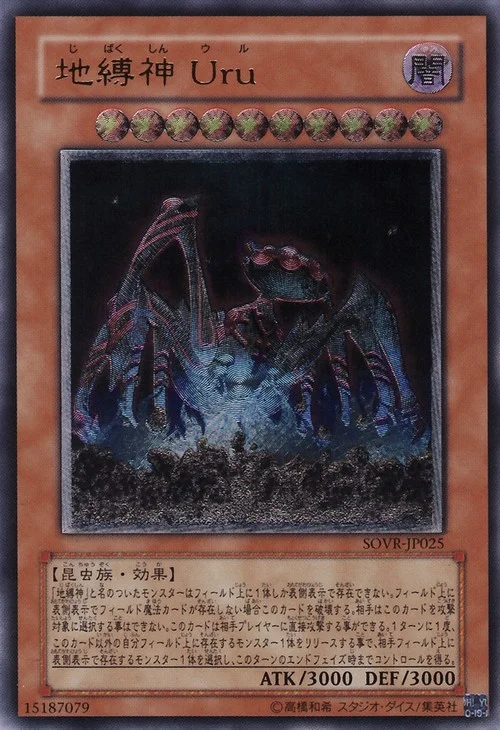 じ ばく しん ウ ル
地縛神 Uru
闇
SOVR-JP025
こんちゅうぞく こうか
【昆虫族・効果】
「地縛神」と名のついたモンスターはフィールド上に1体しか表側表示で存在できない。フィールド上に
表側表示でフィールド魔法カードが存在しない場合このカードを破壊する。相手はこのカードを攻撃
対象に選択する事はできない。このカードは相手プレイヤーに直接攻撃する事ができる。1ターンに1度、
このカード以外の自分フィールド上に存在するモンスター1体をリリースする事で、相手フィールド上に
表側表示で存在するモンスター1体を選択し、このターンのエンドフェイズ時までコントロールを得る。
ATK/3000 DEF/3000
15187079
©高橋和希 スタジオ・ダイス/集英社